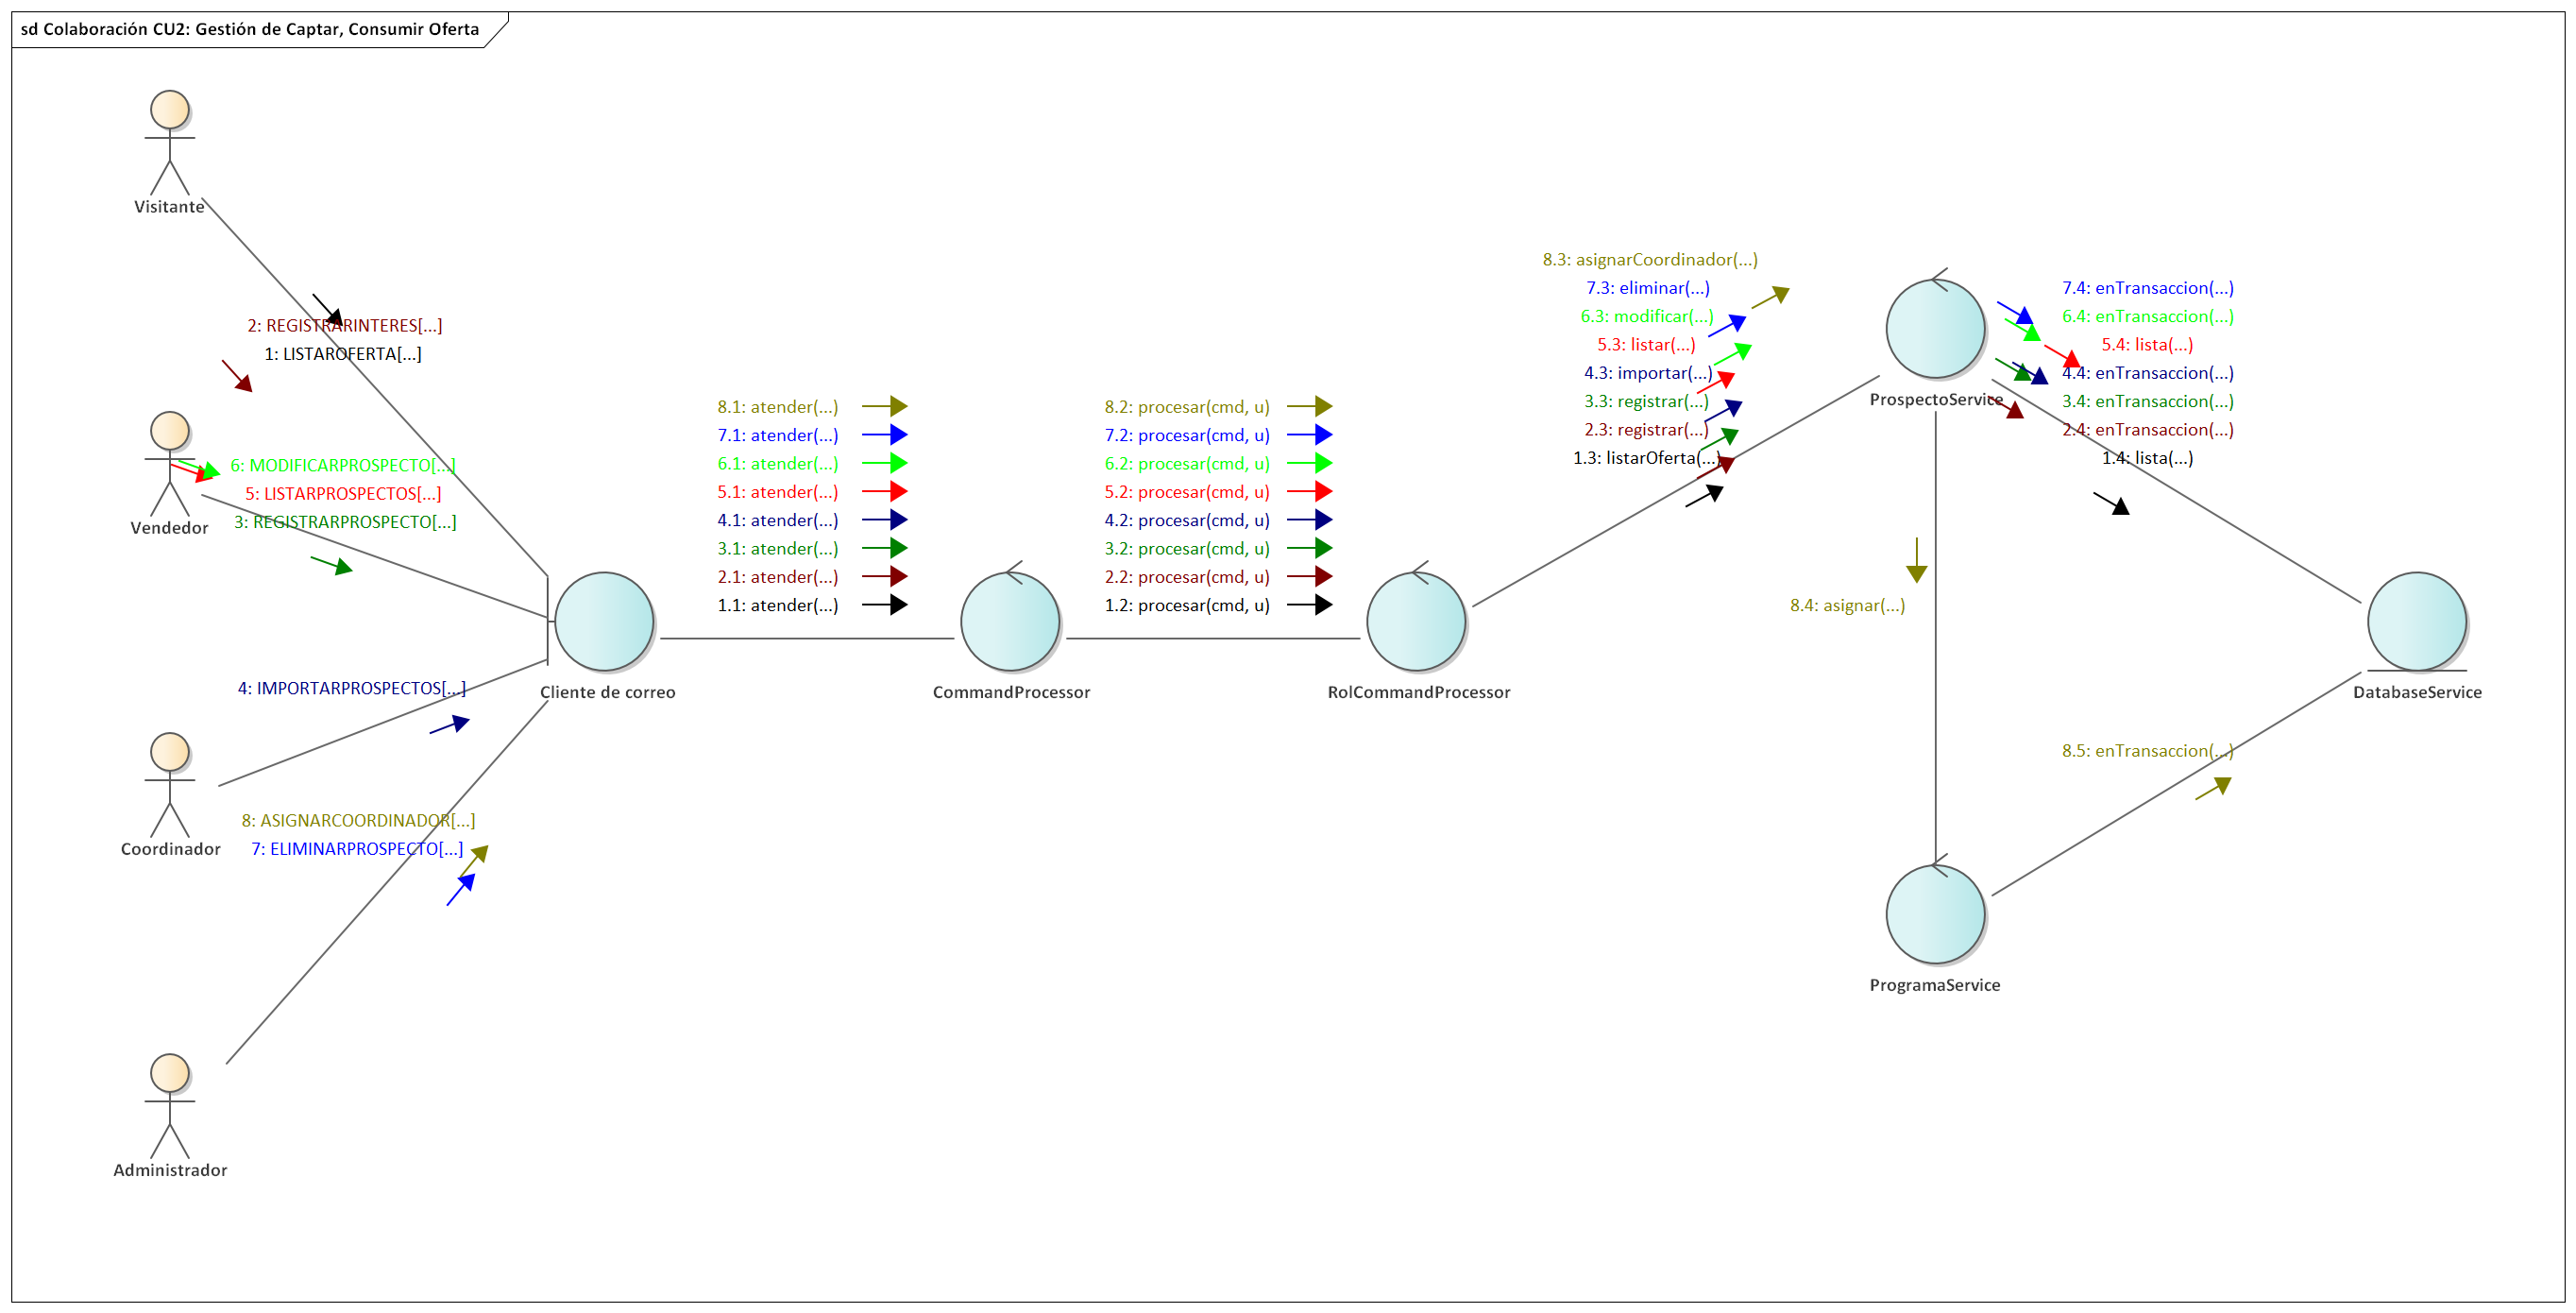 sd Colaboración CU2: Gestión de Captar, Consumir Oferta
Visitante
2: REGISTRARINTERES[...]
1: LISTAROFERTA[...]
Vendedor
6: MODIFICARPROSPECTO[...]
5: LISTARPROSPECTOS[...]
3: REGISTRARPROSPECTO[...]
4: IMPORTARPROSPECTOS[...]
Coordinador
8: ASIGNARCOORDINADOR[...]
7: ELIMINARPROSPECTO[...]
Administrador
Cliente de correo
8.1: atender(...)
7.1: atender(...)
6.1: atender(...)
5.1: atender(...)
4.1: atender(...)
3.1: atender(...)
2.1: atender(...)
1.1: atender(...)
CommandProcessor
8.2: procesar(cmd, u)
7.2: procesar(cmd, u)
6.2: procesar(cmd, u)
5.2: procesar(cmd, u)
4.2: procesar(cmd, u)
3.2: procesar(cmd, u)
2.2: procesar(cmd, u)
1.2: procesar(cmd, u)
RolCommandProcessor
8.3: asignarCoordinador(...)
7.3: eliminar(...)
6.3: modificar(...)
5.3: listar(...)
4.3: importar(...)
3.3: registrar(...)
2.3: registrar(...)
1.3: listarOferta(...)
ProspectoService
7.4: enTransaccion(...)
6.4: enTransaccion(...)
5.4: lista(...)
4.4: enTransaccion(...)
3.4: enTransaccion(...)
2.4: enTransaccion(...)
1.4: lista(...)
8.4: asignar(...)
DatabaseService
8.5: enTransaccion(...)
ProgramaService